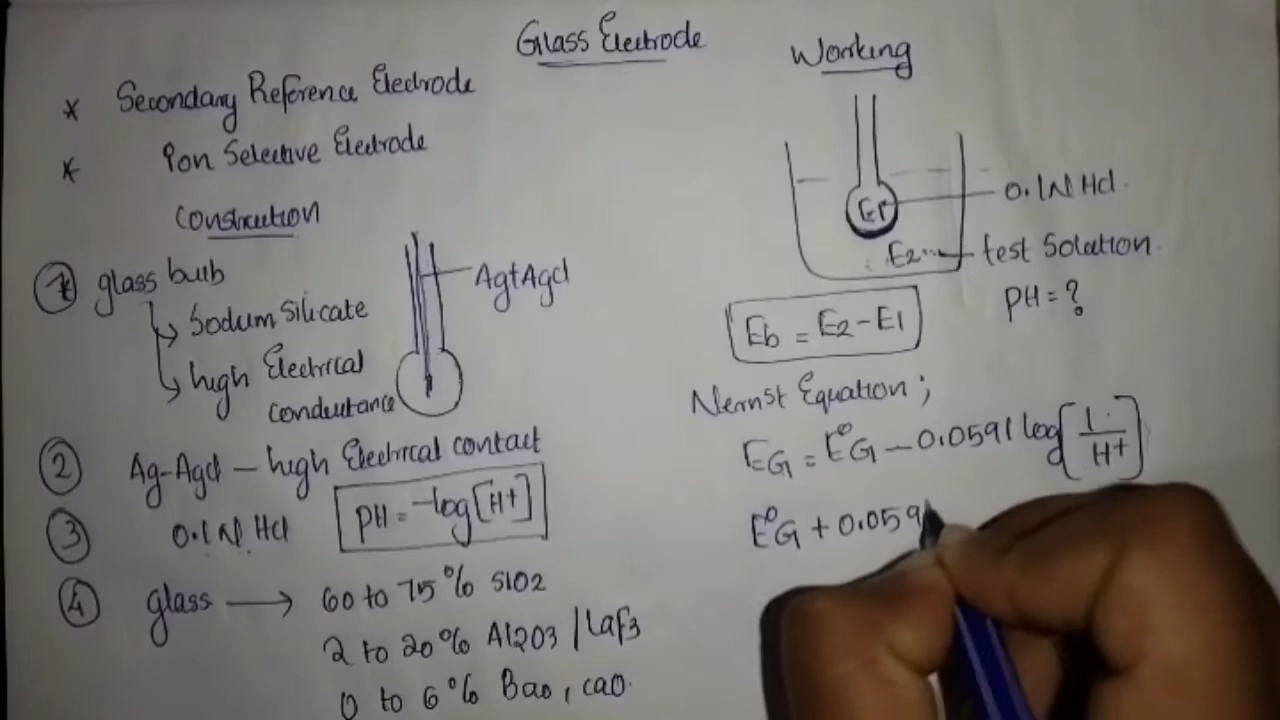 Glass Electrode
* Secondary Reference Electrode
* Ion Selective Electrode
Construction
1 glass bulb
↳ Sodium silicate
↳ high Electrical
conductance
Ag+Agcl
2 Ag-Agcl – high Electrical contact
3 0.1N Hcl
PH = -log[H+]
4 glass → 60 to 75% SIO2
2 to 20% Al2O3 / LaF3
0 to 6% Bao, cao.
Working
0.1N Hcl.
E1
E2
test Solution.
PH = ?
Eb = E2 - E1
Nernst Equation;
EG = E°G - 0.0591 log[1/H+]
E°G + 0.059